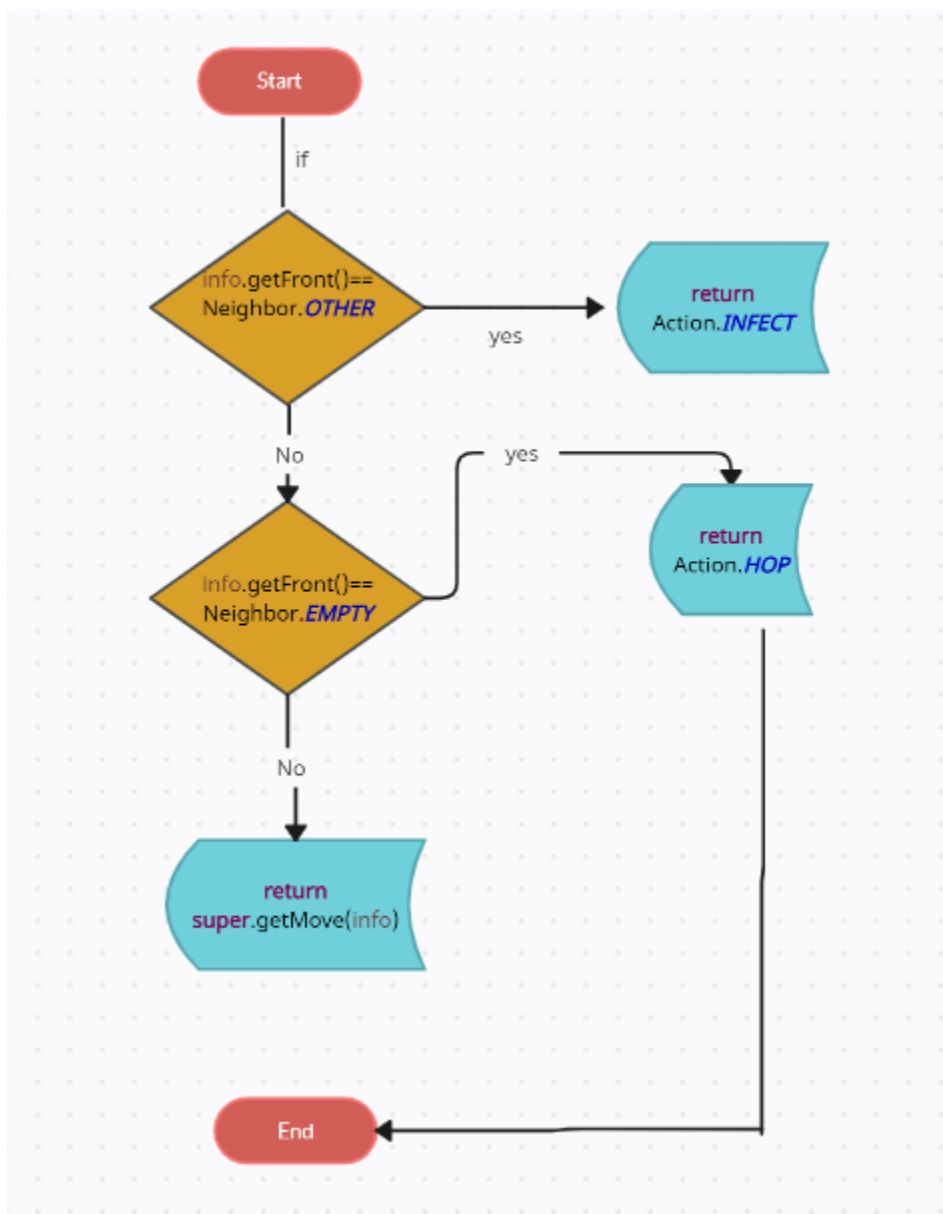 Start
if
info.getFront()==
Neighbor.OTHER
yes
return
Action.INFECT
No
yes
return
Action.HOP
info.getFront()==
Neighbor.EMPTY
No
return
super.getMove(info)
End